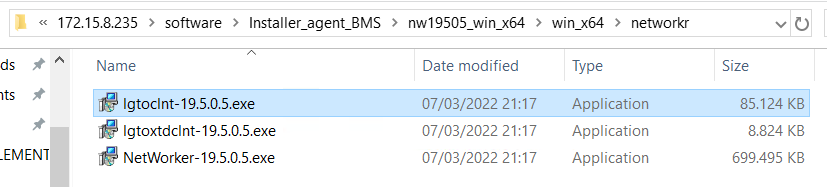 « 172.15.8.235 › software › Installer_agent_BMS › nw19505_win_x64 › win_x64 › networkr
Name Date modified Type Size
ds
lgtoclnt-19.5.0.5.exe 07/03/2022 21:17 Application 85.124 KB
nts
lgtoxtdclnt-19.5.0.5.exe 07/03/2022 21:17 Application 8.824 KB
LEMENT
NetWorker-19.5.0.5.exe 07/03/2022 21:17 Application 699.495 KB